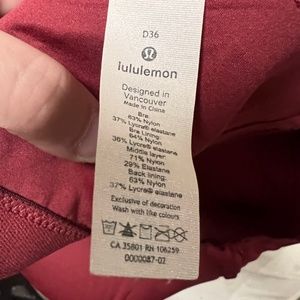 D36
lululemon
Designed in
Vancouver
Made in China
Bra:
63% Nylon
37% Lycra® elastane
Bra lining:
64% Nylon
36% Lycra® elastane
Middle layer:
71% Nylon
29% Elastane
Back lining:
63% Nylon
37% Lycra® elastane
Exclusive of decoration
Wash with like colours
CA 35801 RN 106259
0000087-02